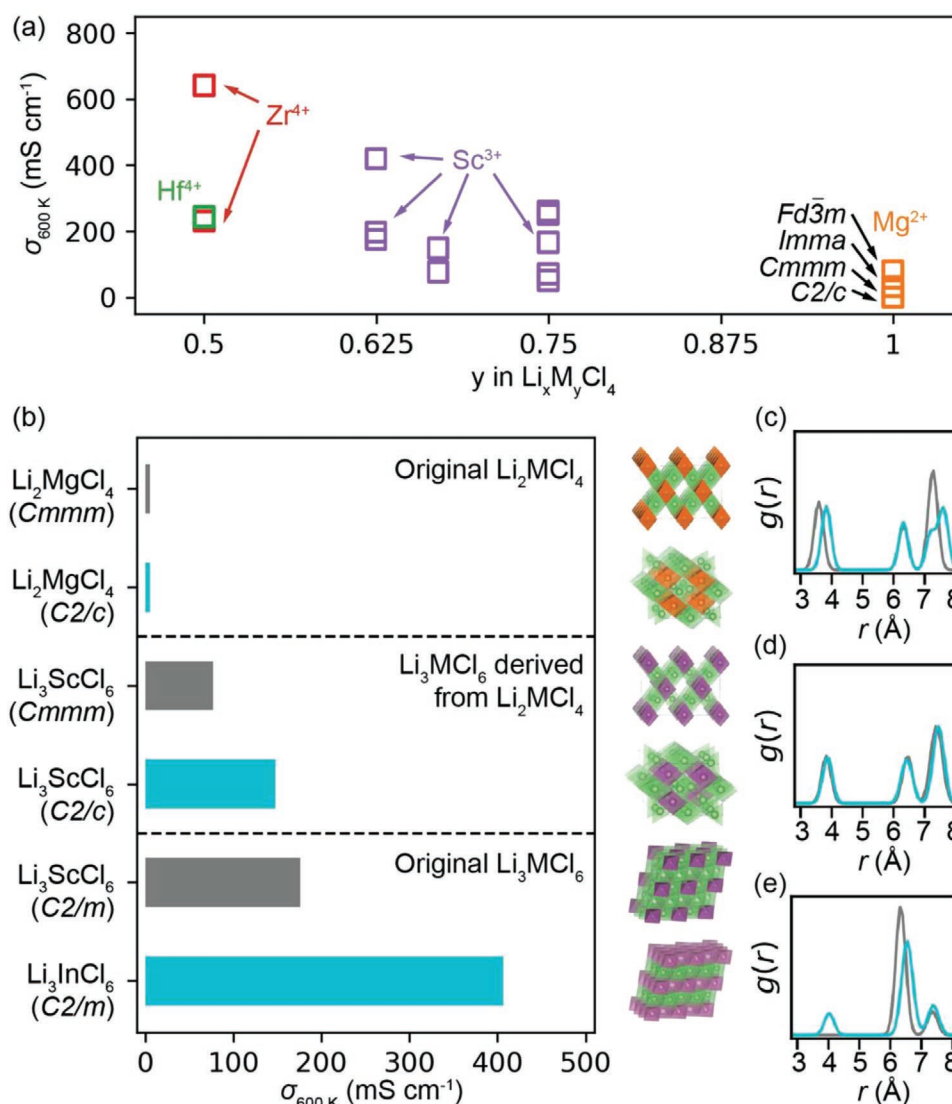 (a)
800
600
400
200
0
σ600 K (mS cm-1)
Zr4+
Hf4+
Sc3+
Fd3̄m
Imma
Cmmm
C2/c
Mg2+
0.5 0.625 0.75 0.875 1
y in LixMyCl4
(b)
Li2MgCl4
(Cmmm)
Original Li2MCl4
Li2MgCl4
(C2/c)
Li3ScCl6
(Cmmm)
Li3MCl6 derived
from Li2MCl4
Li3ScCl6
(C2/c)
Li3ScCl6
(C2/m)
Original Li3MCl6
Li3InCl6
(C2/m)
0 100 200 300 400 500
σ600 K (mS cm-1)
(c)
g(r)
3 4 5 6 7 8
r (Å)
(d)
g(r)
3 4 5 6 7 8
r (Å)
(e)
g(r)
3 4 5 6 7 8
r (Å)